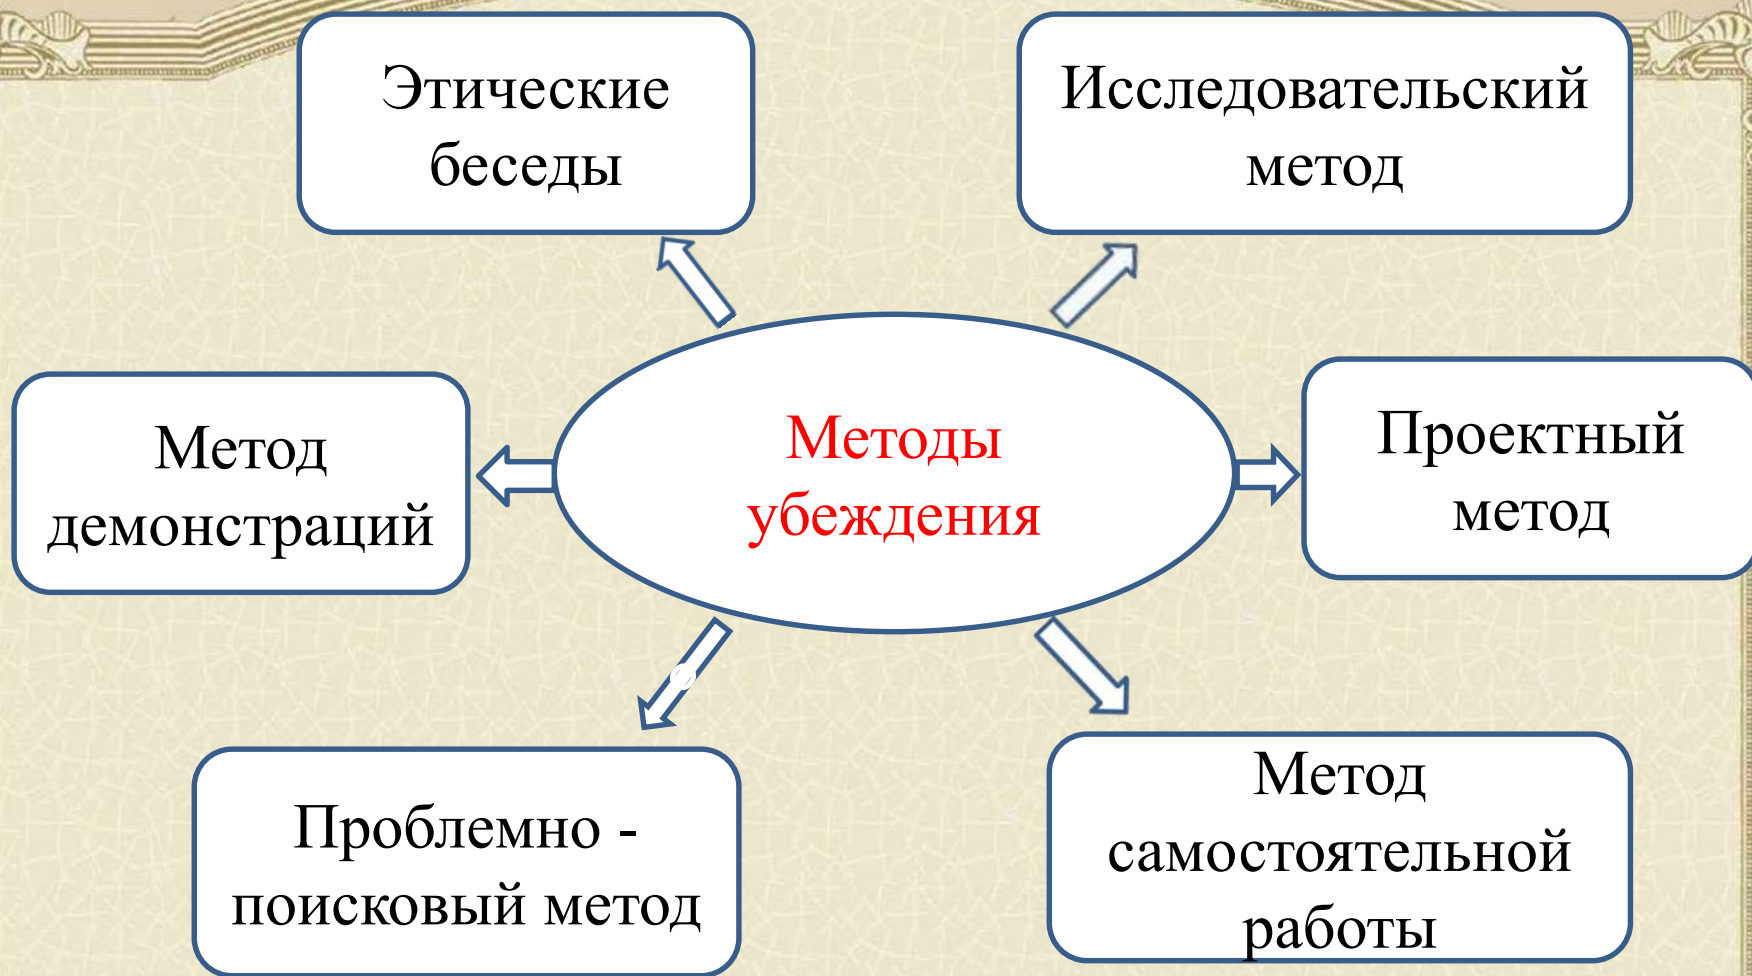 Этические
беседы
Исследовательский
метод
Методы
убеждения
Метод
демонстраций
Проектный
метод
Проблемно -
поисковый метод
Метод
самостоятельной
работы